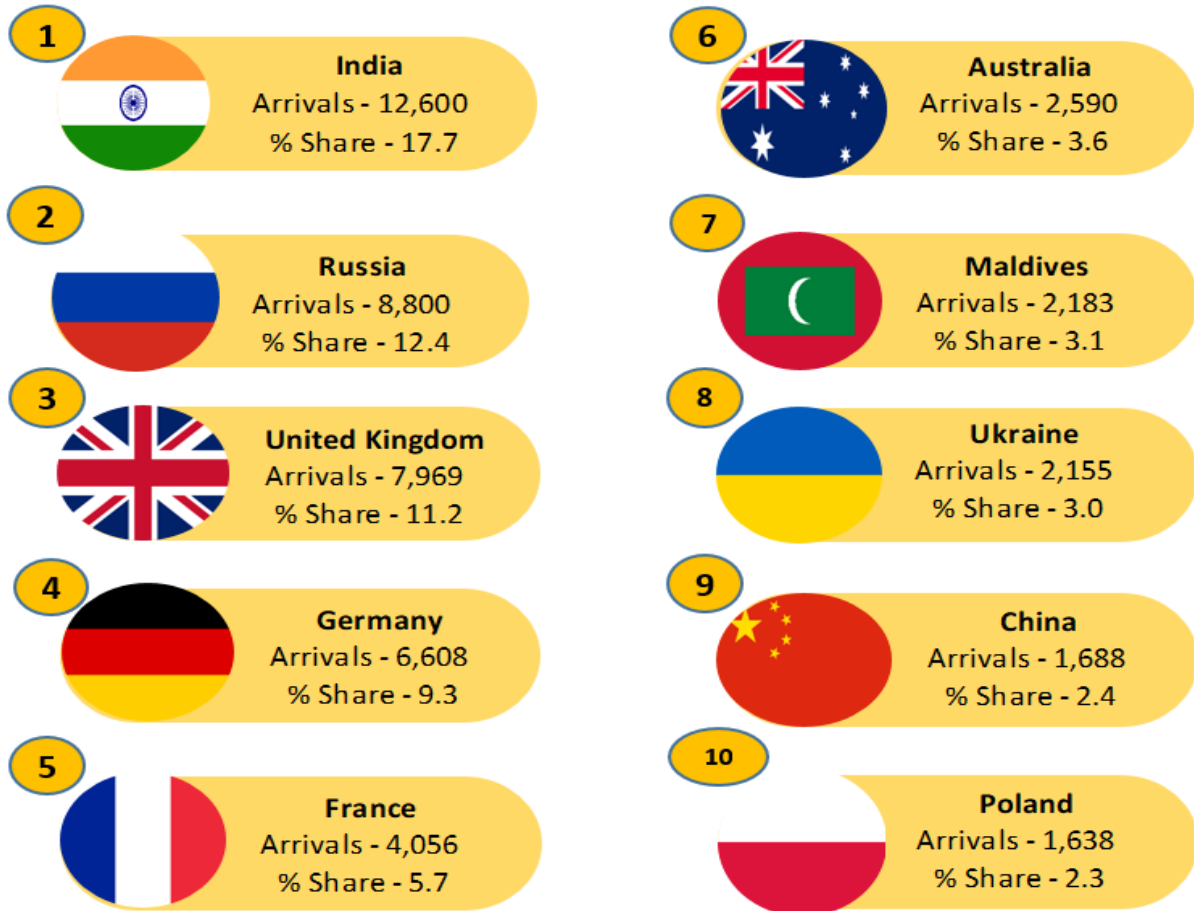 1
India
Arrivals - 12,600
% Share - 17.7
2
Russia
Arrivals - 8,800
% Share - 12.4
3
United Kingdom
Arrivals - 7,969
% Share - 11.2
4
Germany
Arrivals - 6,608
% Share - 9.3
5
France
Arrivals - 4,056
% Share - 5.7
6
Australia
Arrivals - 2,590
% Share - 3.6
7
Maldives
Arrivals - 2,183
% Share - 3.1
8
Ukraine
Arrivals - 2,155
% Share - 3.0
9
China
Arrivals - 1,688
% Share - 2.4
10
Poland
Arrivals - 1,638
% Share - 2.3